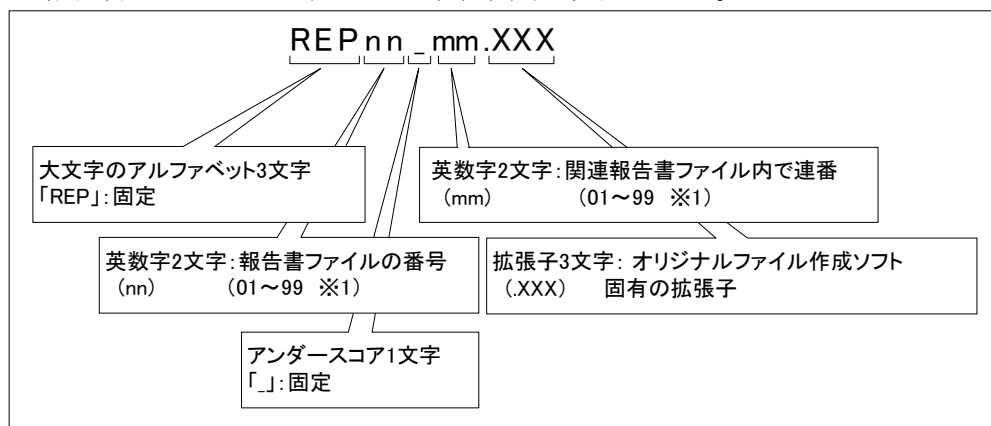 REPnn_mm.XXX
大文字のアルファベット3文字
「REP」:固定
英数字2文字:関連報告書ファイル内で連番
(mm) (01～99 ※1)
英数字2文字:報告書ファイルの番号
(nn) (01～99 ※1)
拡張子3文字: オリジナルファイル作成ソフト
(.XXX) 固有の拡張子
アンダースコア1文字
「_」:固定